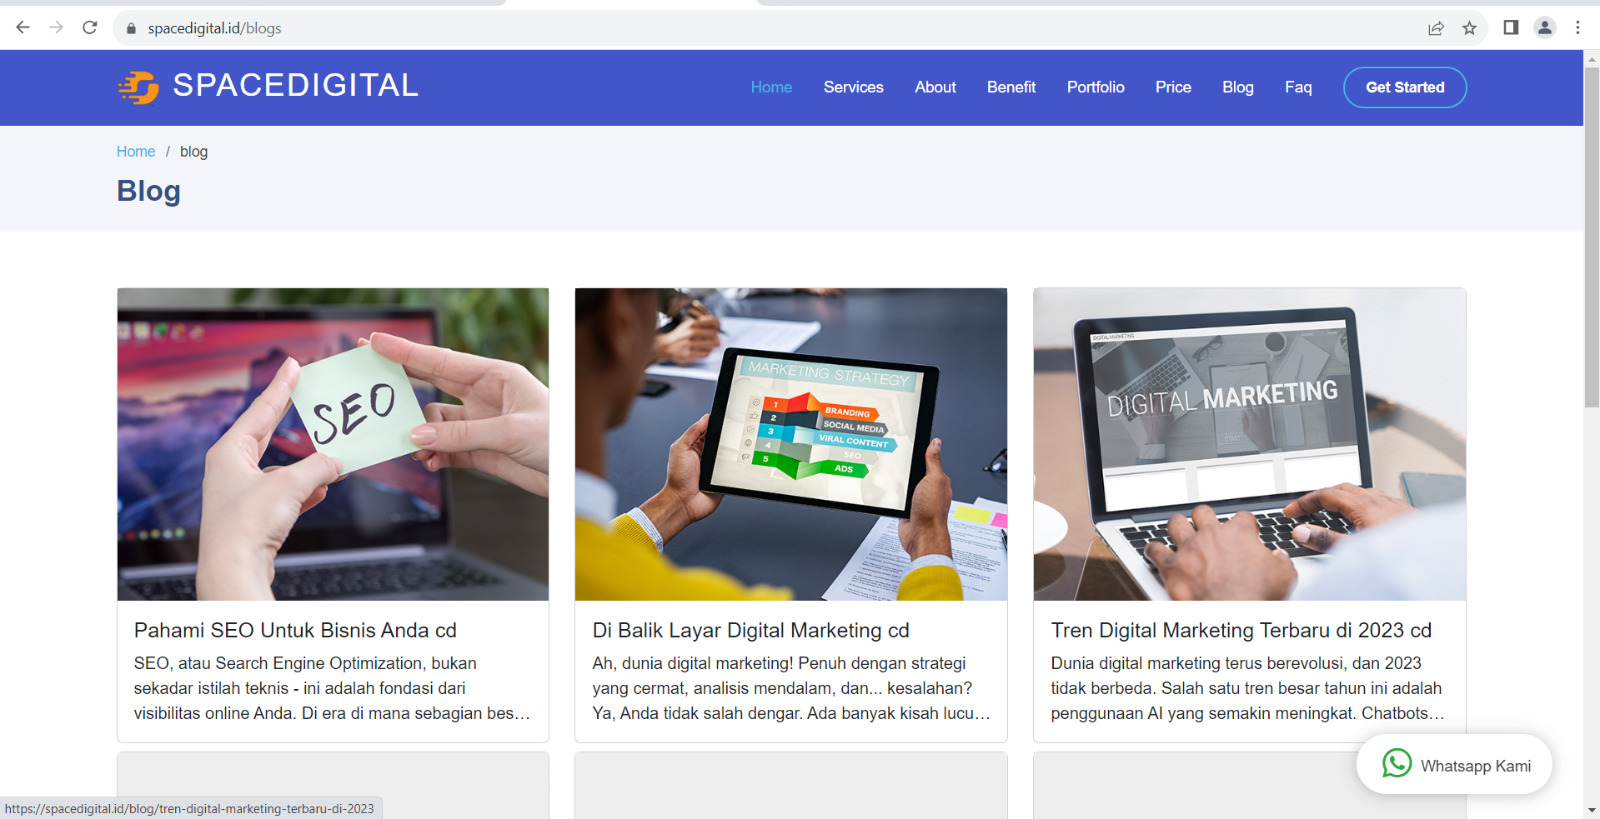 spacedigital.id/blogs
SPACEDIGITAL
Home Services About Benefit Portfolio Price Blog Faq Get Started
Home / blog
Blog
SEO
MARKETING STRATEGY
1 BRANDING
2 SOCIAL MEDIA
3 VIRAL CONTENT
4 SEO
5 ADS
DIGITAL MARKETING
DIGITAL MARKETING
Pahami SEO Untuk Bisnis Anda cd
SEO, atau Search Engine Optimization, bukan
sekadar istilah teknis - ini adalah fondasi dari
visibilitas online Anda. Di era di mana sebagian bes…
Di Balik Layar Digital Marketing cd
Ah, dunia digital marketing! Penuh dengan strategi
yang cermat, analisis mendalam, dan... kesalahan?
Ya, Anda tidak salah dengar. Ada banyak kisah lucu…
Tren Digital Marketing Terbaru di 2023 cd
Dunia digital marketing terus berevolusi, dan 2023
tidak berbeda. Salah satu tren besar tahun ini adalah
penggunaan AI yang semakin meningkat. Chatbots…
Whatsapp Kami
https://spacedigital.id/blog/tren-digital-marketing-terbaru-di-2023